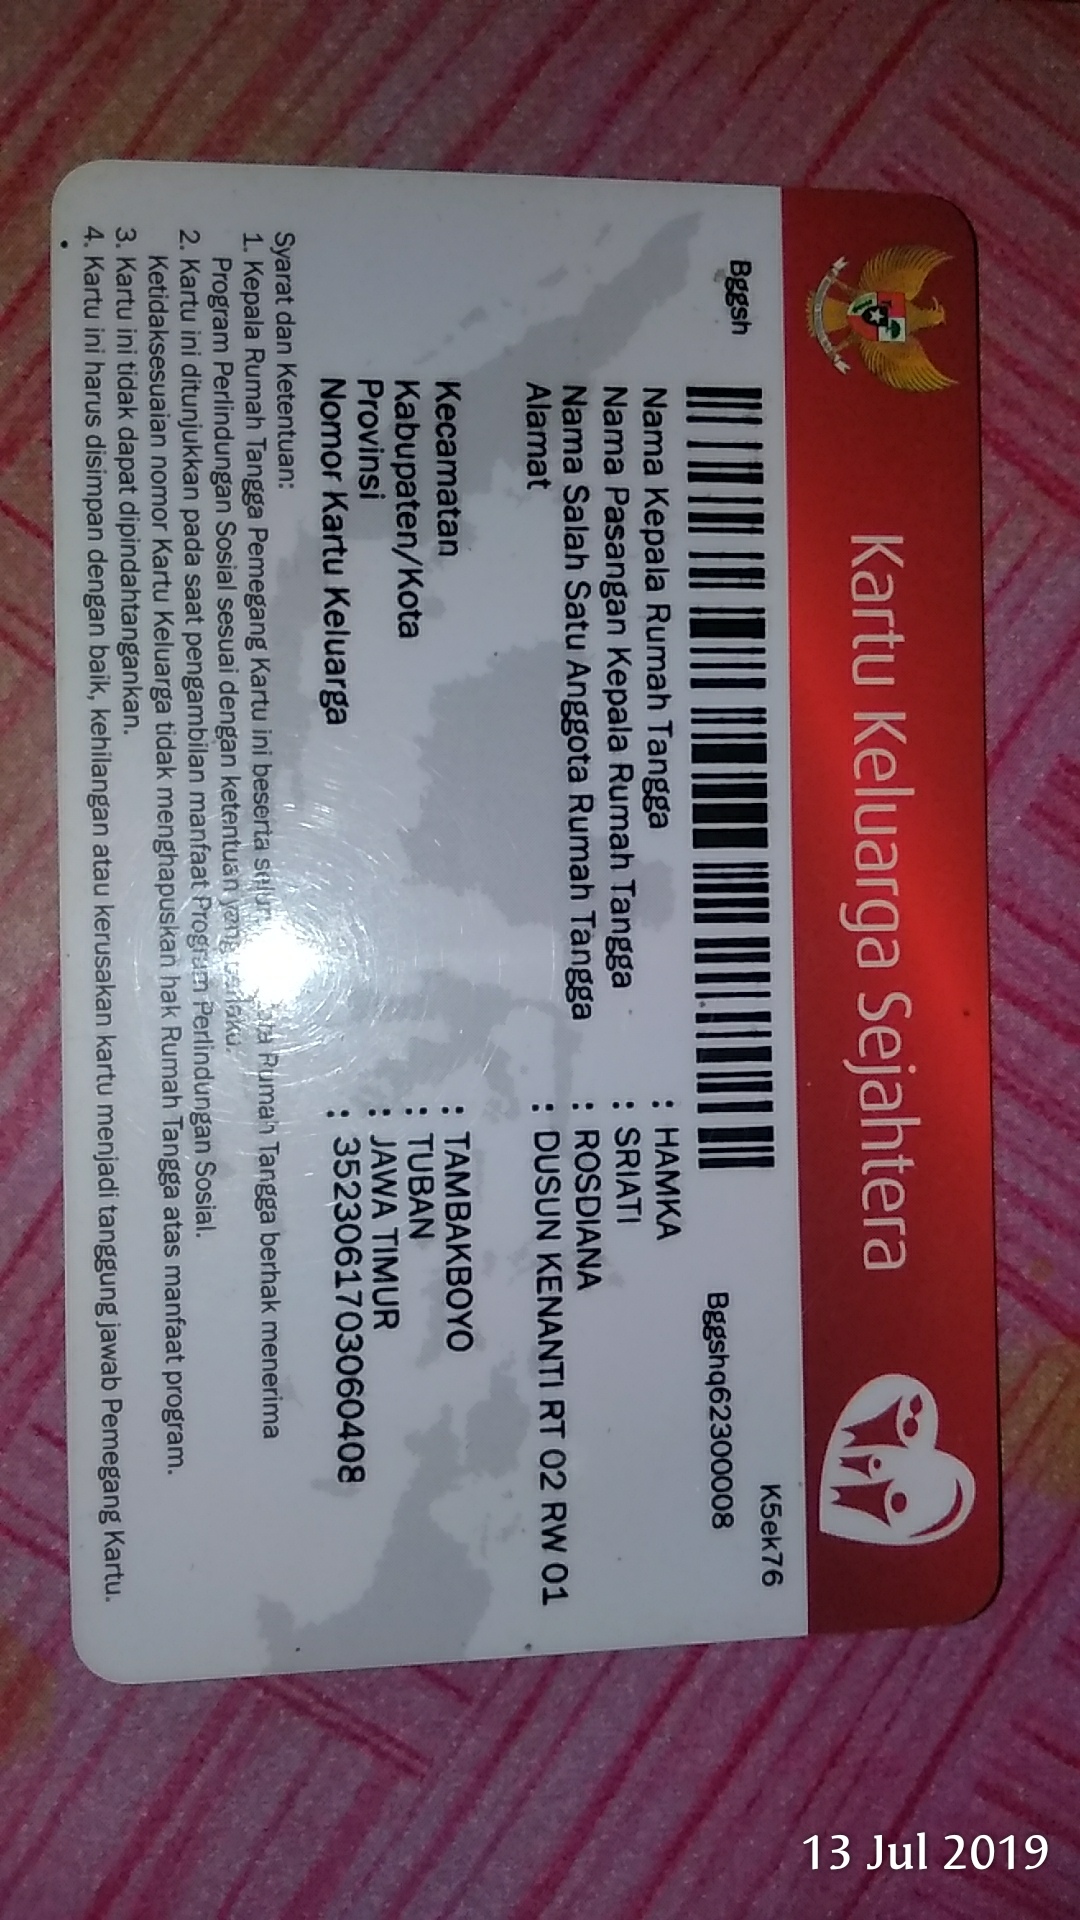 Kartu Keluarga Sejahtera
13 Jul 2019
K5ek76
Bggsh
Bggshq62300008
Nama Kepala Rumah Tangga : HAMKA
Nama Pasangan Kepala Rumah Tangga : SRIATI
Nama Salah Satu Anggota Rumah Tangga : ROSDIANA
Alamat : DUSUN KENANTI RT 02 RW 01
Kecamatan : TAMBAKBOYO
Kabupaten/Kota : TUBAN
Provinsi : JAWA TIMUR
Nomor Kartu Keluarga : 3523061703060408
Syarat dan Ketentuan:
1. Kepala Rumah Tangga Pemegang Kartu ini beserta Rumah Tangga berhak menerima
Program Perlindungan Sosial sesuai dengan ketentuan yang berlaku.
2. Kartu ini ditunjukkan pada saat pengambilan manfaat Program Perlindungan Sosial.
Ketidaksesuaian nomor Kartu Keluarga tidak menghapuskan hak Rumah Tangga atas manfaat program.
3. Kartu ini tidak dapat dipindahtangankan.
4. Kartu ini harus disimpan dengan baik, kehilangan atau kerusakan kartu menjadi tanggung jawab Pemegang Kartu.